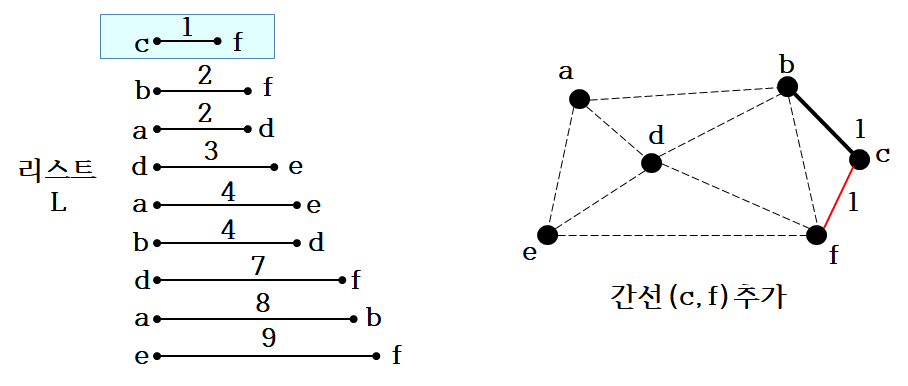 c 1 f
b 2 f
a 2 d
d 3 e
a 4 e
b 4 d
d 7 f
a 8 b
e 9 f
리스트
L
a
b
d
1
c
1
e
f
간선 (c, f) 추가